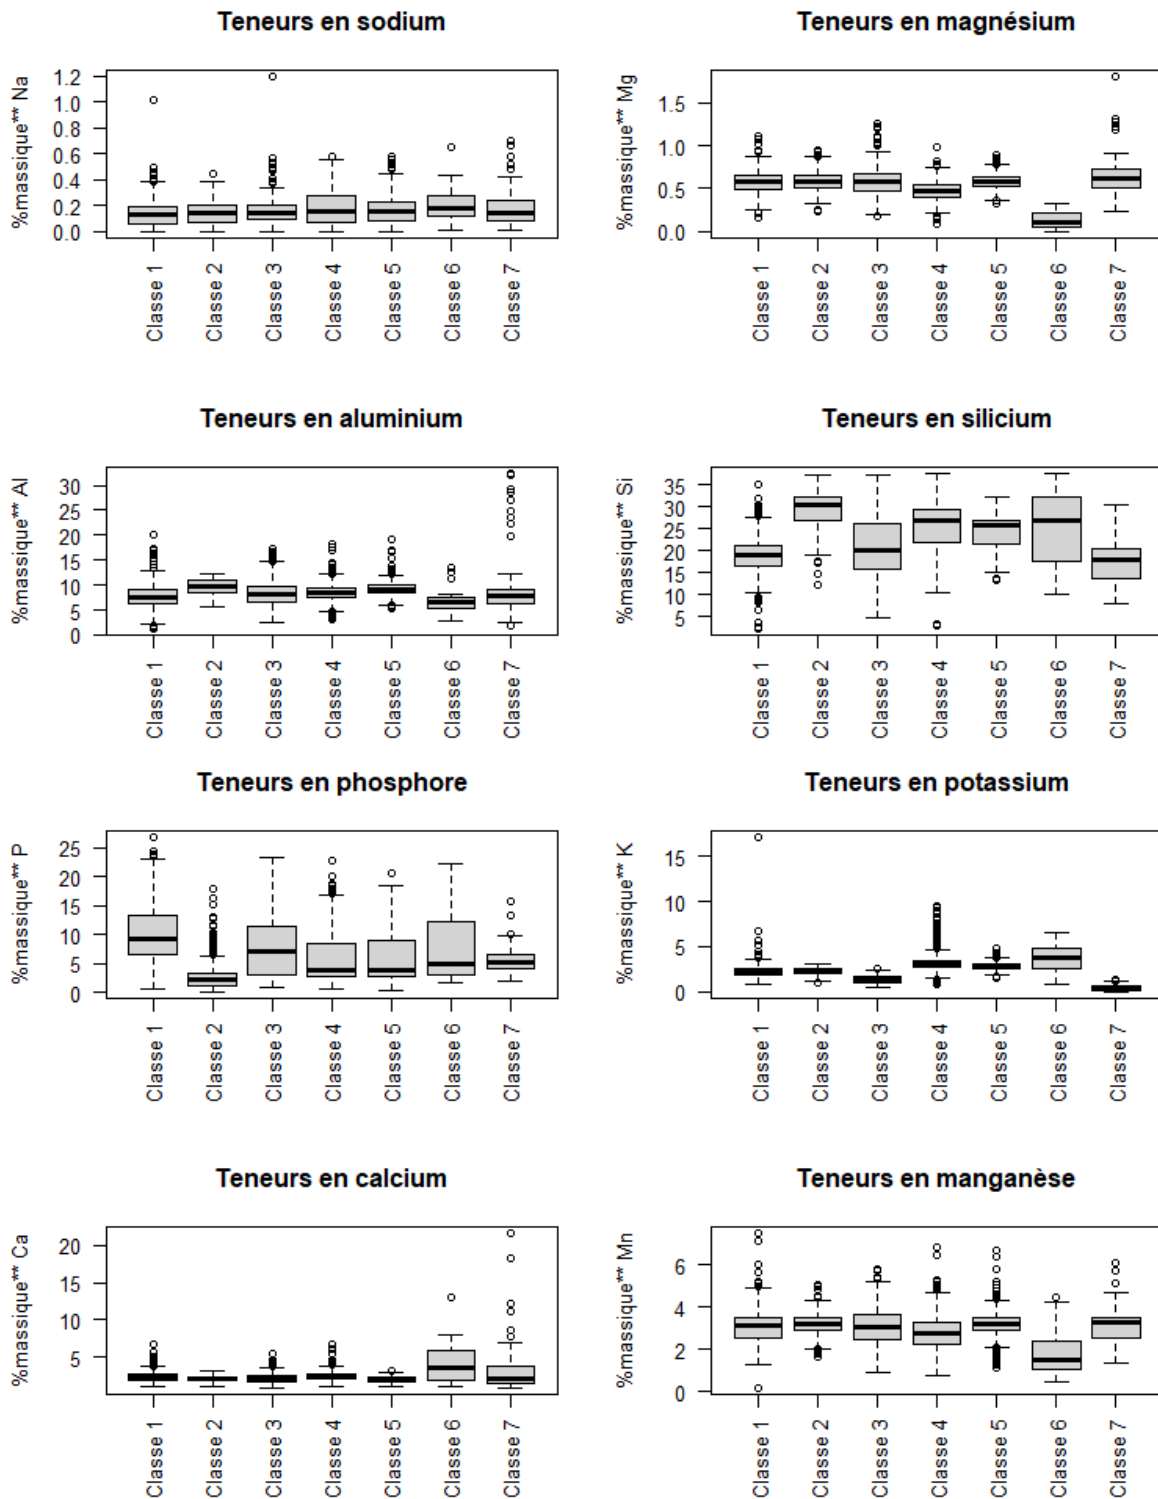 Teneurs en sodium
%massique** Na
1.2
1.0
0.8
0.6
0.4
0.2
0.0
Classe 1
Classe 2
Classe 3
Classe 4
Classe 5
Classe 6
Classe 7
Teneurs en magnésium
%massique** Mg
1.5
1.0
0.5
0.0
Classe 1
Classe 2
Classe 3
Classe 4
Classe 5
Classe 6
Classe 7
Teneurs en aluminium
%massique** Al
30
25
20
15
10
5
0
Classe 1
Classe 2
Classe 3
Classe 4
Classe 5
Classe 6
Classe 7
Teneurs en silicium
%massique** Si
35
30
25
20
15
10
5
Classe 1
Classe 2
Classe 3
Classe 4
Classe 5
Classe 6
Classe 7
Teneurs en phosphore
%massique** P
25
20
15
10
5
0
Classe 1
Classe 2
Classe 3
Classe 4
Classe 5
Classe 6
Classe 7
Teneurs en potassium
%massique** K
15
10
5
0
Classe 1
Classe 2
Classe 3
Classe 4
Classe 5
Classe 6
Classe 7
Teneurs en calcium
%massique** Ca
20
15
10
5
Classe 1
Classe 2
Classe 3
Classe 4
Classe 5
Classe 6
Classe 7
Teneurs en manganèse
%massique** Mn
6
4
2
0
Classe 1
Classe 2
Classe 3
Classe 4
Classe 5
Classe 6
Classe 7